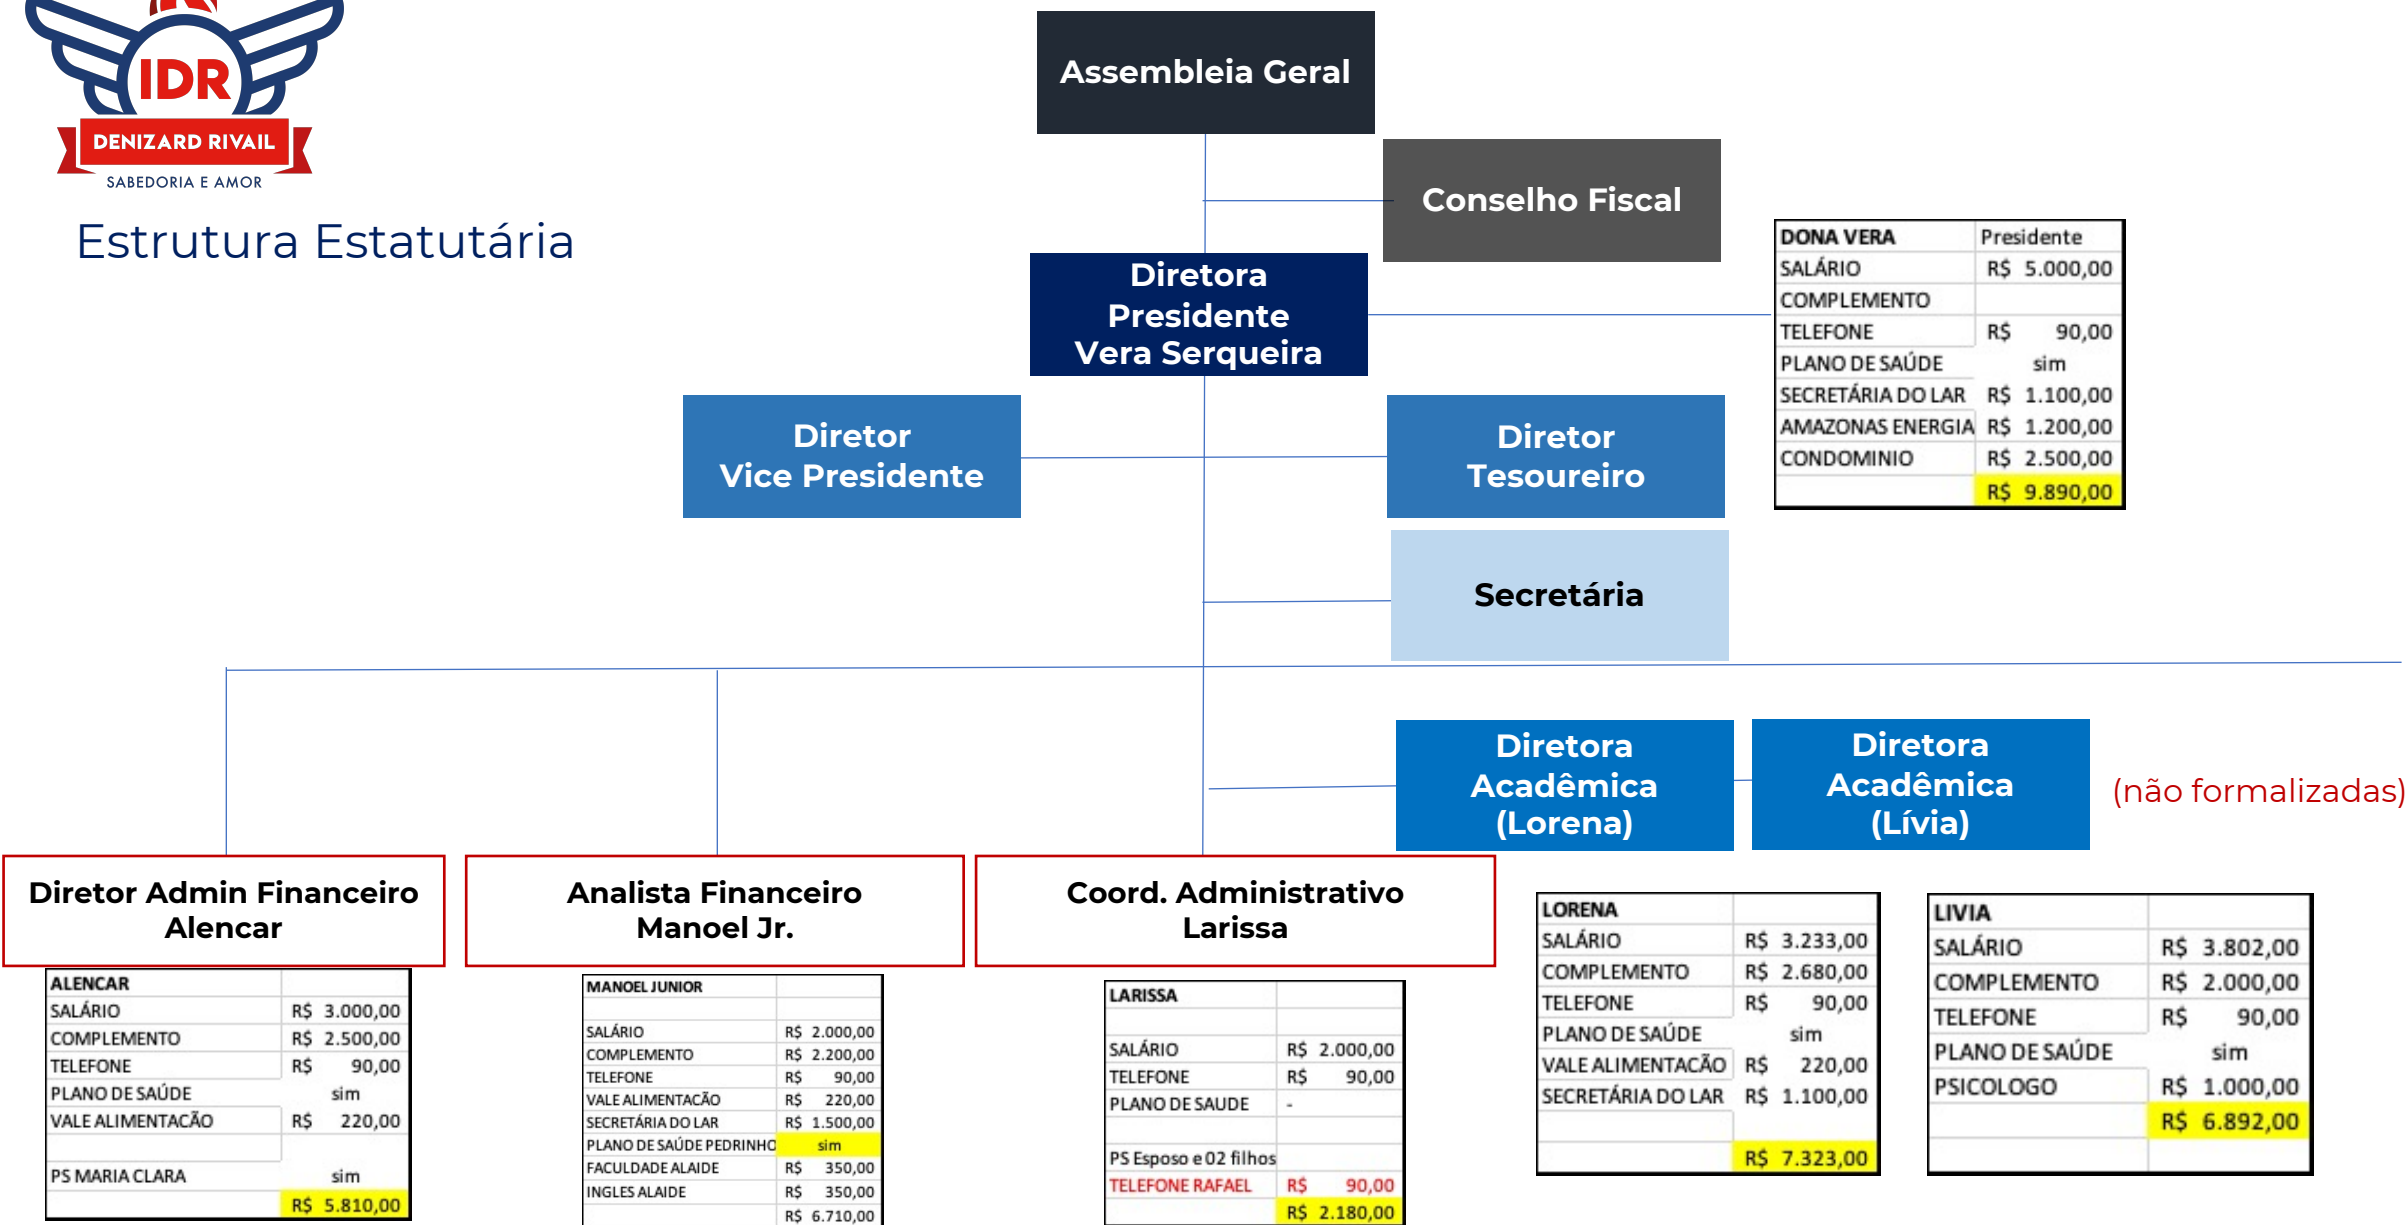 IDR
DENIZARD RIVAIL
SABEDORIA E AMOR
Estrutura Estatutária
Assembleia Geral
Conselho Fiscal
Diretora
Presidente
Vera Serqueira
DONA VERA Presidente
SALÁRIO R$ 5.000,00
COMPLEMENTO
TELEFONE R$ 90,00
PLANO DE SAÚDE sim
SECRETÁRIA DO LAR R$ 1.100,00
AMAZONAS ENERGIA R$ 1.200,00
CONDOMINIO R$ 2.500,00
R$ 9.890,00
Diretor
Vice Presidente
Diretor
Tesoureiro
Secretária
Diretora
Acadêmica
(Lorena)
Diretora
Acadêmica
(Lívia)
(não formalizadas)
Diretor Admin Financeiro
Alencar
Analista Financeiro
Manoel Jr.
Coord. Administrativo
Larissa
ALENCAR
SALÁRIO R$ 3.000,00
COMPLEMENTO R$ 2.500,00
TELEFONE R$ 90,00
PLANO DE SAÚDE sim
VALE ALIMENTACÃO R$ 220,00
PS MARIA CLARA sim
R$ 5.810,00
MANOEL JUNIOR
SALÁRIO R$ 2.000,00
COMPLEMENTO R$ 2.200,00
TELEFONE R$ 90,00
VALE ALIMENTACÃO R$ 220,00
SECRETÁRIA DO LAR R$ 1.500,00
PLANO DE SAÚDE PEDRINHO sim
FACULDADE ALAIDE R$ 350,00
INGLES ALAIDE R$ 350,00
R$ 6.710,00
LARISSA
SALÁRIO R$ 2.000,00
TELEFONE R$ 90,00
PLANO DE SAUDE -
PS Esposo e 02 filhos
TELEFONE RAFAEL R$ 90,00
R$ 2.180,00
LORENA
SALÁRIO R$ 3.233,00
COMPLEMENTO R$ 2.680,00
TELEFONE R$ 90,00
PLANO DE SAÚDE sim
VALE ALIMENTACÃO R$ 220,00
SECRETÁRIA DO LAR R$ 1.100,00
R$ 7.323,00
LIVIA
SALÁRIO R$ 3.802,00
COMPLEMENTO R$ 2.000,00
TELEFONE R$ 90,00
PLANO DE SAÚDE sim
PSICOLOGO R$ 1.000,00
R$ 6.892,00